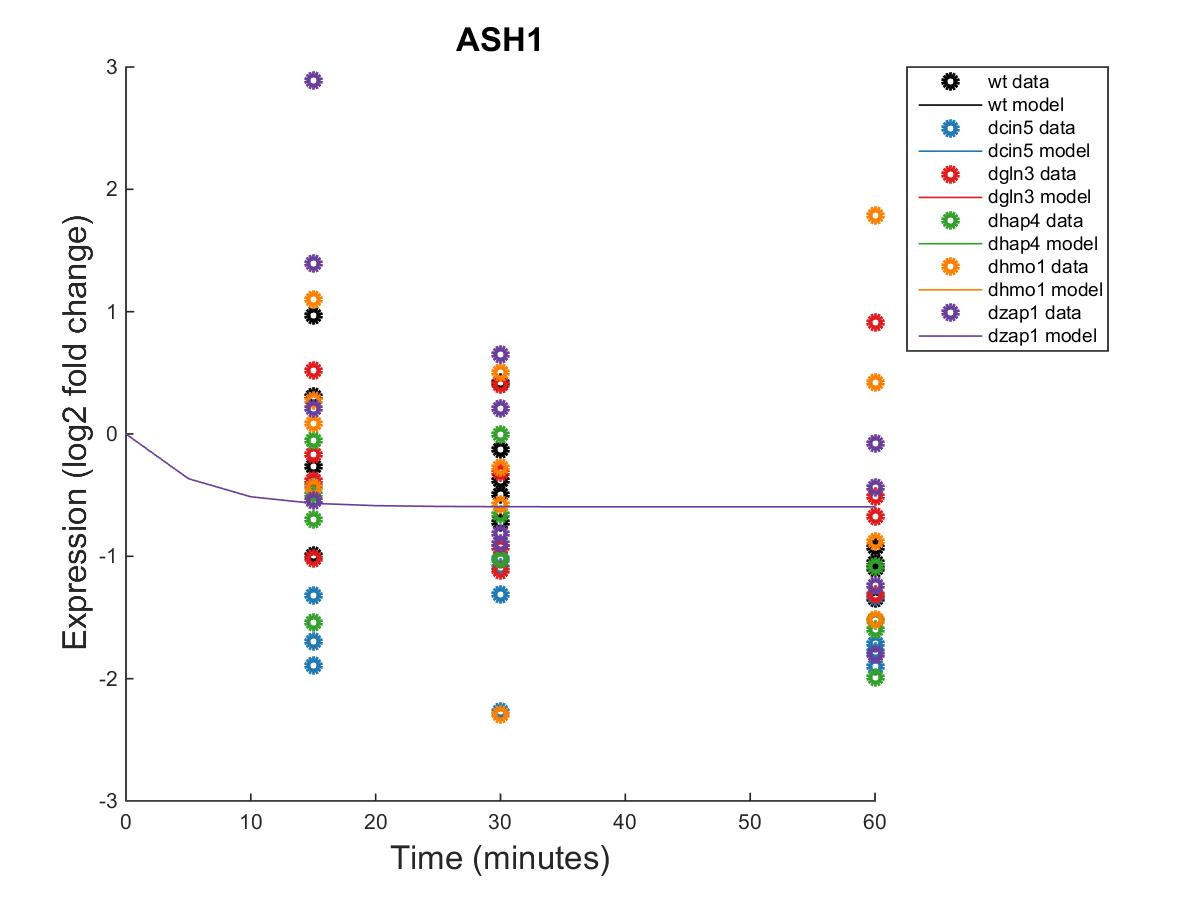 ASH1
Expression (log2 fold change)
3
2
1
0
-1
-2
-3
0
10
20
30
40
50
60
Time (minutes)
wt data
wt model
dcin5 data
dcin5 model
dgln3 data
dgln3 model
dhap4 data
dhap4 model
dhmo1 data
dhmo1 model
dzap1 data
dzap1 model